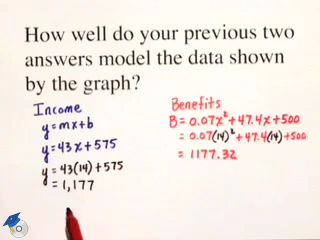 How well do your previous two
answers model the data shown
by the graph?
Income
y=mx+b
y=43x+575
y=43(14)+575
=1,177
Benefits
B=0.07x²+47.4x+500
=0.07(14)²+47.4(14)+500
=1177.32